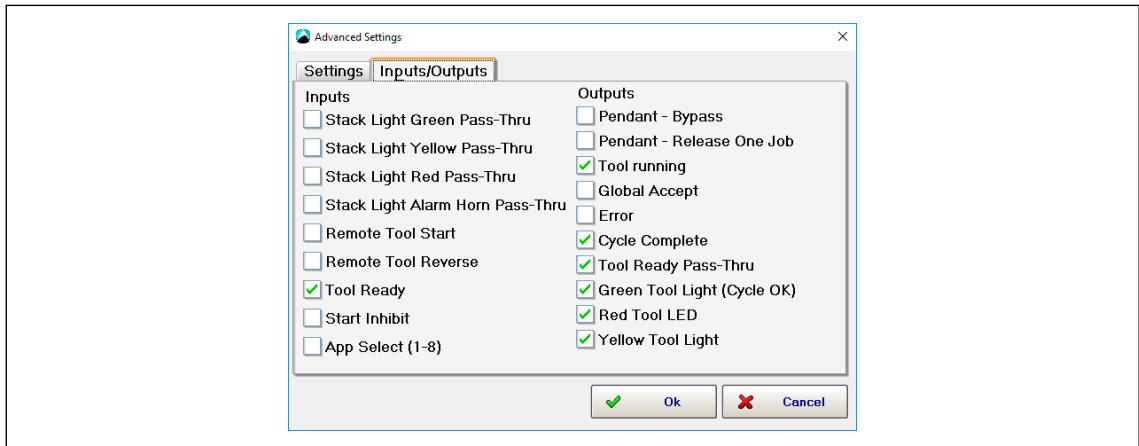 Advanced Settings
Settings
Inputs/Outputs
Inputs
Stack Light Green Pass-Thru
Stack Light Yellow Pass-Thru
Stack Light Red Pass-Thru
Stack Light Alarm Horn Pass-Thru
Remote Tool Start
Remote Tool Reverse
Tool Ready
Start Inhibit
App Select (1-8)
Outputs
Pendant - Bypass
Pendant - Release One Job
Tool running
Global Accept
Error
Cycle Complete
Tool Ready Pass-Thru
Green Tool Light (Cycle OK)
Red Tool LED
Yellow Tool Light
Ok
Cancel